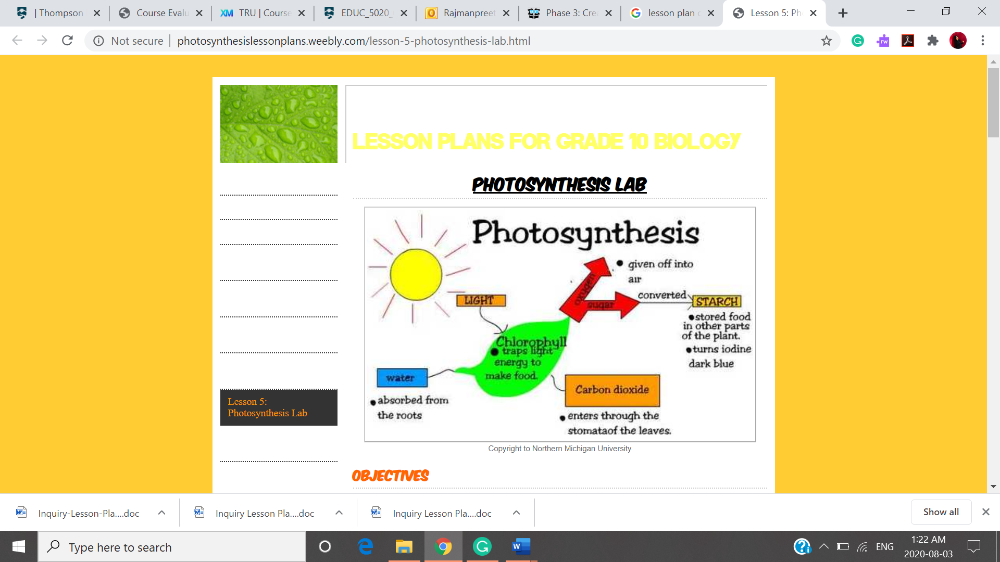 | Thompson
Course Evalu
XM TRU | Course
EDUC_5020_
Rajmanpreet
Phase 3: Cre
lesson plan o
Lesson 5: Ph
Not secure | photosynthesislessonplans.weebly.com/lesson-5-photosynthesis-lab.html
rw
LESSON PLANS FOR GRADE 10 BIOLOGY
PHOTOSYNTHESIS LAB
Photosynthesis
given off into
air
oxygen
sugar
converted
STARCH
stored food
in other parts
of the plant.
turns iodine
dark blue
LIGHT
Chlorophyll
traps light
energy to
make food.
water
absorbed from
the roots
Carbon dioxide
enters through the
stomataof the leaves.
Copyright to Northern Michigan University
Lesson 5:
Photosynthesis Lab
OBJECTIVES
Inquiry-Lesson-Pla....doc
Inquiry Lesson Pla....doc
Inquiry Lesson Pla....doc
Show all
Type here to search
ENG
1:22 AM
2020-08-03